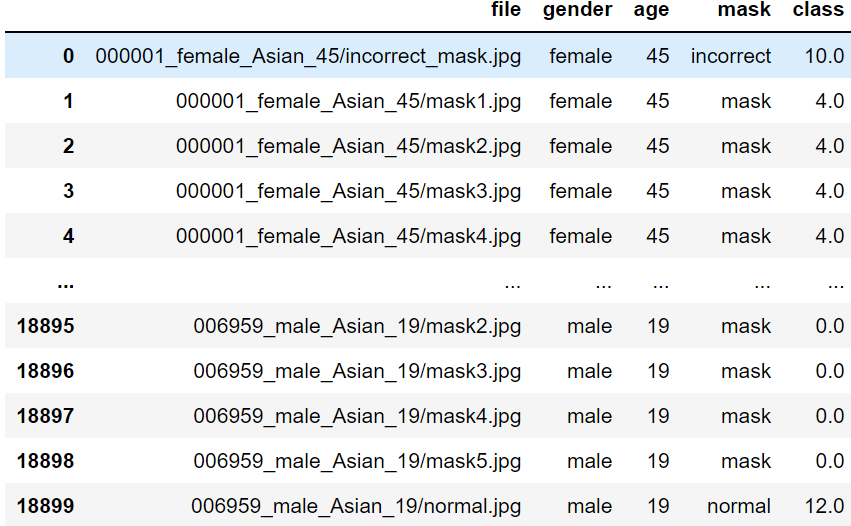 file gender age mask class
0 000001_female_Asian_45/incorrect_mask.jpg female 45 incorrect 10.0
1 000001_female_Asian_45/mask1.jpg female 45 mask 4.0
2 000001_female_Asian_45/mask2.jpg female 45 mask 4.0
3 000001_female_Asian_45/mask3.jpg female 45 mask 4.0
4 000001_female_Asian_45/mask4.jpg female 45 mask 4.0
... ... ... ... ... ...
18895 006959_male_Asian_19/mask2.jpg male 19 mask 0.0
18896 006959_male_Asian_19/mask3.jpg male 19 mask 0.0
18897 006959_male_Asian_19/mask4.jpg male 19 mask 0.0
18898 006959_male_Asian_19/mask5.jpg male 19 mask 0.0
18899 006959_male_Asian_19/normal.jpg male 19 normal 12.0